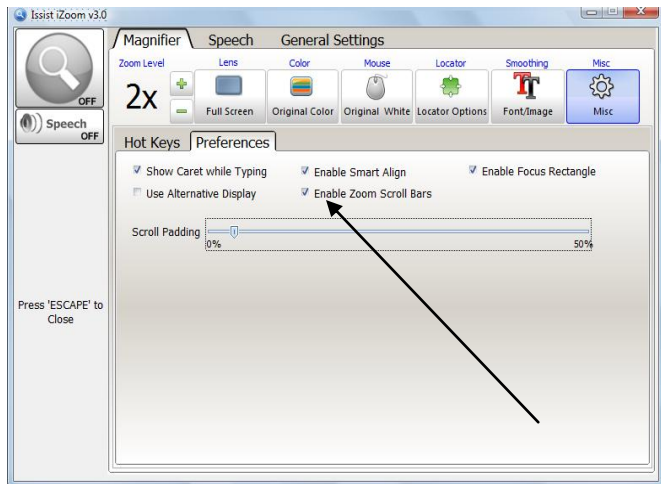 Issist iZoom v3.0
OFF
Speech
OFF
Press 'ESCAPE' to
Close
Magnifier Speech General Settings
Zoom Level Lens Color Mouse Locator Smoothing Misc
2x
Full Screen Original Color Original White Locator Options Font/Image Misc
Hot Keys Preferences
Show Caret while Typing Enable Smart Align Enable Focus Rectangle
Use Alternative Display Enable Zoom Scroll Bars
Scroll Padding
0% 50%